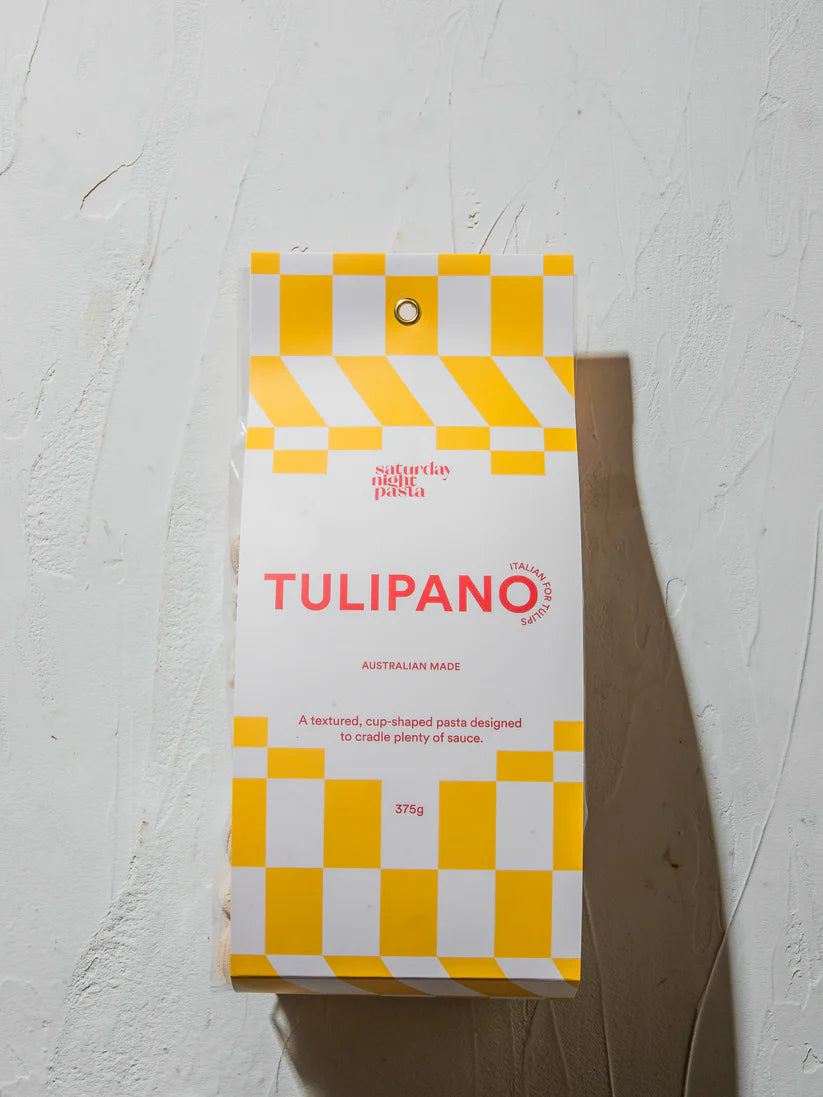 saturday
night
pasta
TULIPANO
ITALIAN FOR TULIPS
AUSTRALIAN MADE
A textured, cup-shaped pasta designed
to cradle plenty of sauce.
375g